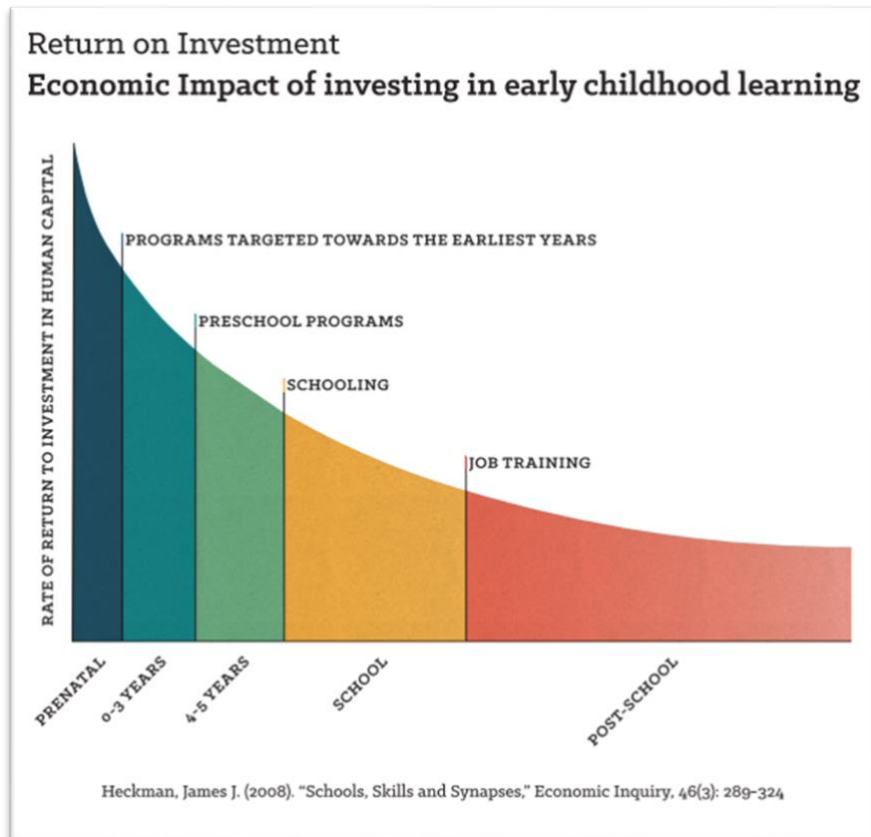 Return on Investment
Economic Impact of investing in early childhood learning
RATE OF RETURN TO INVESTMENT IN HUMAN CAPITAL
PROGRAMS TARGETED TOWARDS THE EARLIEST YEARS
PRESCHOOL PROGRAMS
SCHOOLING
JOB TRAINING
PRENATAL
0-3 YEARS
4-5 YEARS
SCHOOL
POST-SCHOOL
Heckman, James J. (2008). “Schools, Skills and Synapses,” Economic Inquiry, 46(3): 289-324